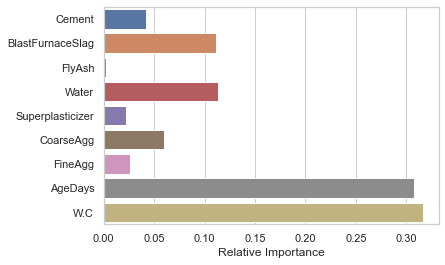 Cement
BlastFurnaceSlag
FlyAsh
Water
Superplasticizer
CoarseAgg
FineAgg
AgeDays
W.C
0.00 0.05 0.10 0.15 0.20 0.25 0.30
Relative Importance